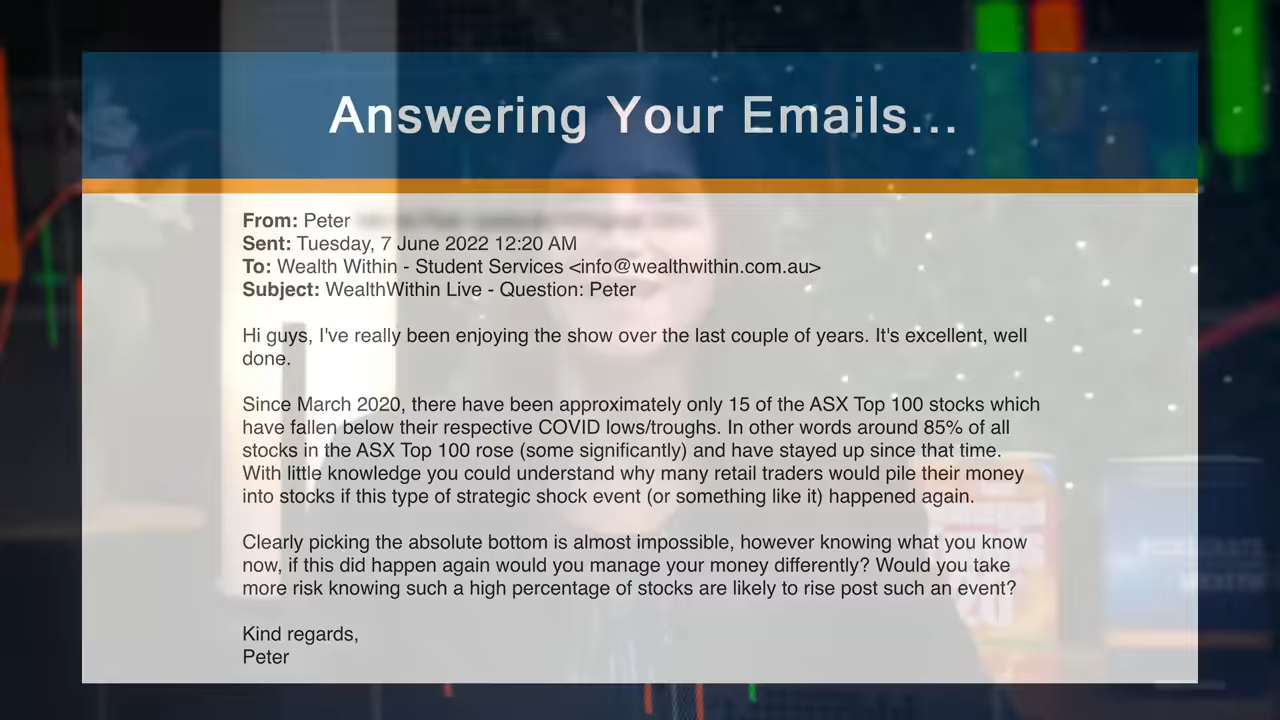 Answering Your Emails...
From: Peter
Sent: Tuesday, 7 June 2022 12:20 AM
To: Wealth Within - Student Services <info@wealthwithin.com.au>
Subject: WealthWithin Live - Question: Peter
Hi guys, I've really been enjoying the show over the last couple of years. It's excellent, well
done.
Since March 2020, there have been approximately only 15 of the ASX Top 100 stocks which
have fallen below their respective COVID lows/troughs. In other words around 85% of all
stocks in the ASX Top 100 rose (some significantly) and have stayed up since that time.
With little knowledge you could understand why many retail traders would pile their money
into stocks if this type of strategic shock event (or something like it) happened again.
Clearly picking the absolute bottom is almost impossible, however knowing what you know
now, if this did happen again would you manage your money differently? Would you take
more risk knowing such a high percentage of stocks are likely to rise post such an event?
Kind regards,
Peter